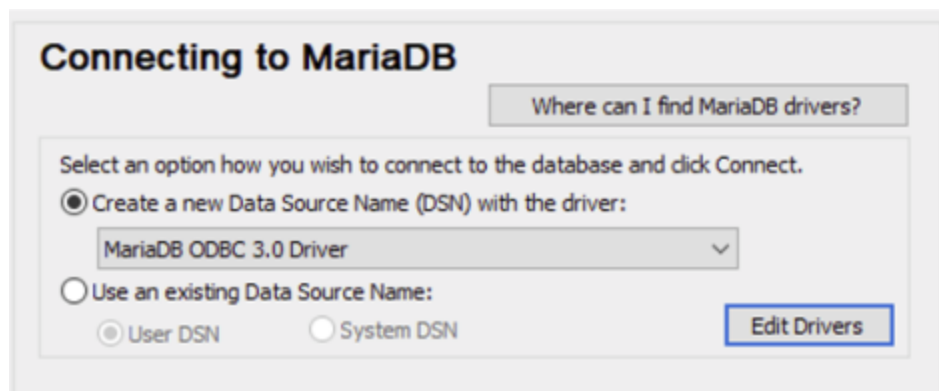 Connecting to MariaDB
Where can I find MariaDB drivers?
Select an option how you wish to connect to the database and click Connect.
Create a new Data Source Name (DSN) with the driver:
MariaDB ODBC 3.0 Driver
Use an existing Data Source Name:
User DSN System DSN
Edit Drivers